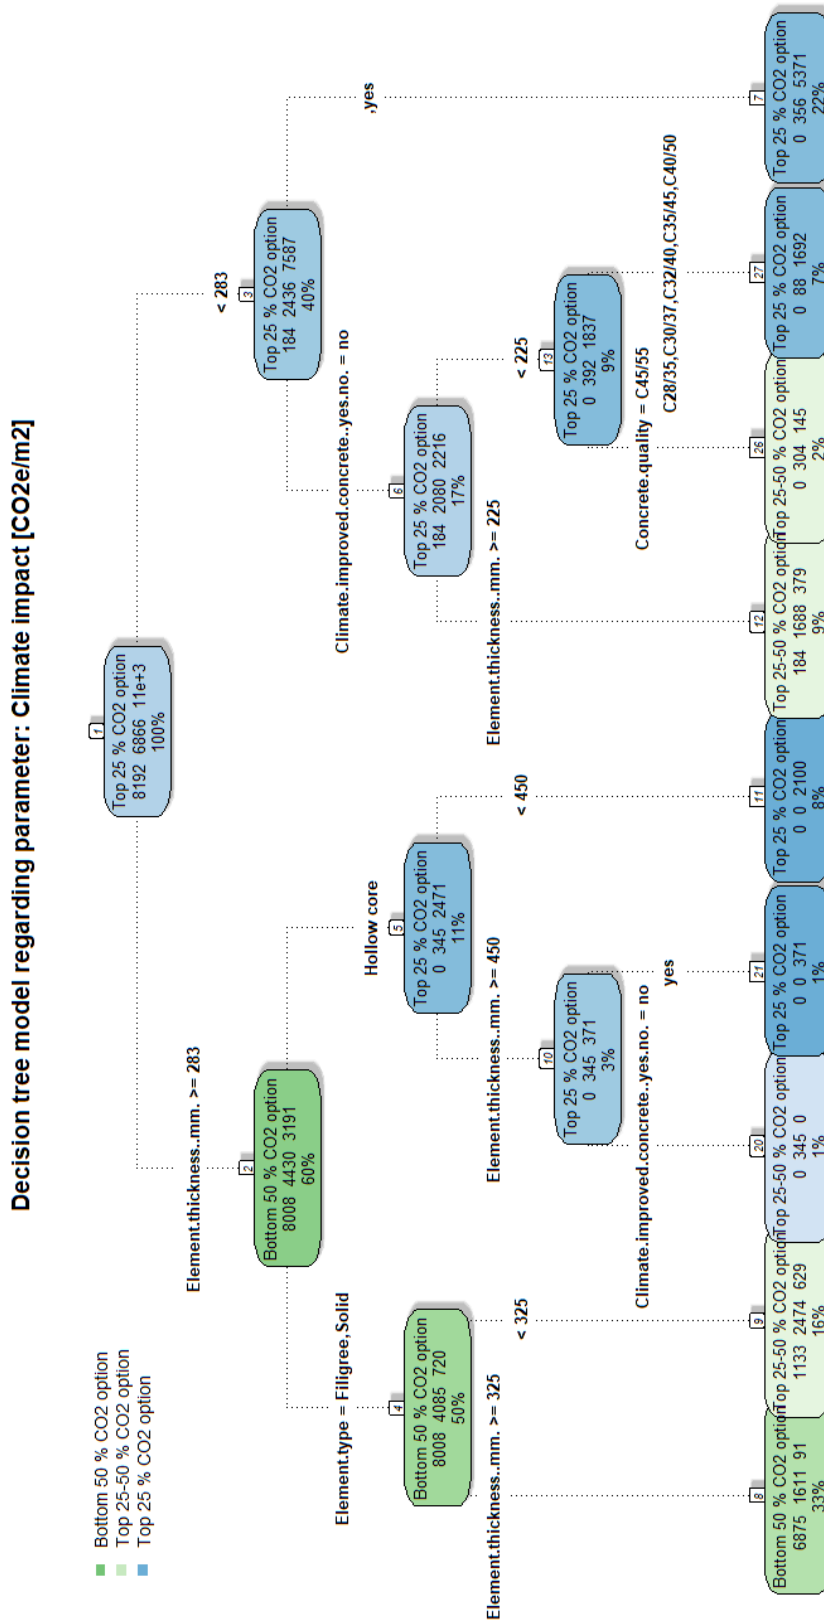 Decision tree model regarding parameter: Climate impact [CO2e/m2]
Bottom 50 % CO2 option
Top 25-50 % CO2 option
Top 25 % CO2 option
1
Top 25 % CO2 option
8192 6866 11e+3
100%
Element.thickness..mm. >= 283
< 283
2
Bottom 50 % CO2 option
8008 4430 3191
60%
3
Top 25 % CO2 option
184 2436 7587
40%
Element.type = Filigree,Solid
Hollow core
Climate.improved.concrete..yes.no. = no
,yes
4
Bottom 50 % CO2 option
8008 4085 720
50%
5
Top 25 % CO2 option
0 345 2471
11%
6
Top 25 % CO2 option
184 2080 2216
17%
Element.thickness..mm. >= 325
< 325
Element.thickness..mm. >= 450
< 450
Element.thickness..mm. >= 225
< 225
10
Top 25 % CO2 option
0 345 371
3%
13
Top 25 % CO2 option
0 392 1837
9%
Climate.improved.concrete..yes.no. = no
yes
Concrete.quality = C45/55
C28/35,C30/37,C32/40,C35/45,C40/50
8
Bottom 50 % CO2 option
6875 1611 91
33%
9
Top 25-50 % CO2 option
1133 2474 629
16%
20
Top 25-50 % CO2 option
0 345 0
1%
21
Top 25 % CO2 option
0 0 371
1%
11
Top 25 % CO2 option
0 0 2100
8%
12
Top 25-50 % CO2 option
184 1688 379
9%
26
Top 25-50 % CO2 option
0 304 145
2%
27
Top 25 % CO2 option
0 88 1692
7%
7
Top 25 % CO2 option
0 356 5371
22%